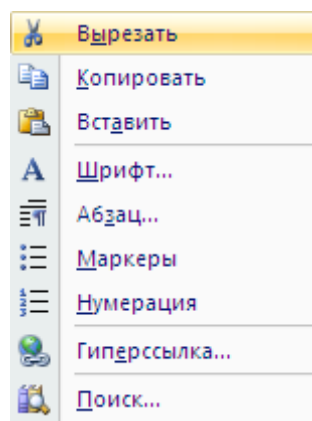 Вырезать
Копировать
Вставить
Шрифт...
Абзац...
Маркеры
Нумерация
Гиперссылка...
Поиск...